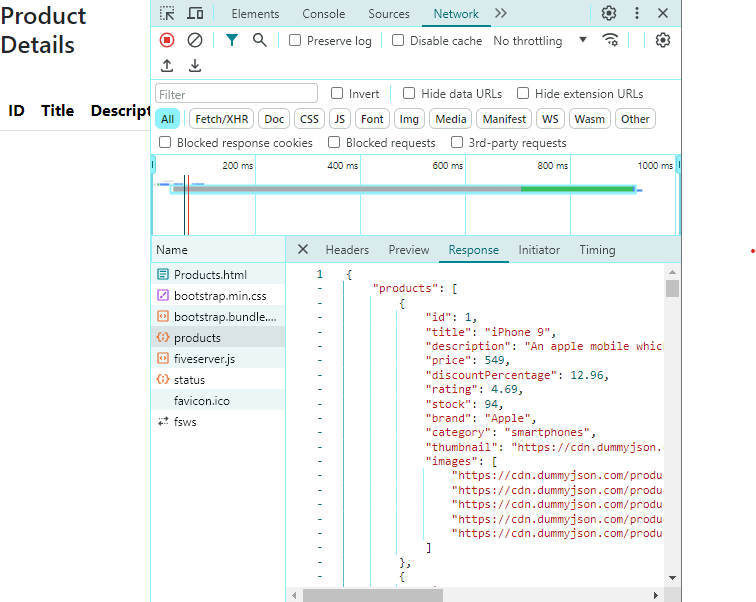 Product
Details
ID Title Descript
Elements Console Sources Network
Preserve log Disable cache No throttling
Filter Invert Hide data URLs Hide extension URLs
All Fetch/XHR Doc CSS JS Font Img Media Manifest WS Wasm Other
Blocked response cookies Blocked requests 3rd-party requests
200 ms 400 ms 600 ms 800 ms 1000 ms
Name
Products.html
bootstrap.min.css
bootstrap.bundle....
products
fiveserver.js
status
favicon.ico
fsws
Headers Preview Response Initiator Timing
1 {
- "products": [
- {
- "id": 1,
- "title": "iPhone 9",
- "description": "An apple mobile whic
- "price": 549,
- "discountPercentage": 12.96,
- "rating": 4.69,
- "stock": 94,
- "brand": "Apple",
- "category": "smartphones",
- "thumbnail": "https://cdn.dummyjson.
- "images": [
- "https://cdn.dummyjson.com/produ
- "https://cdn.dummyjson.com/produ
- "https://cdn.dummyjson.com/produ
- "https://cdn.dummyjson.com/produ
- "https://cdn.dummyjson.com/produ
- ]
- },
- {
-